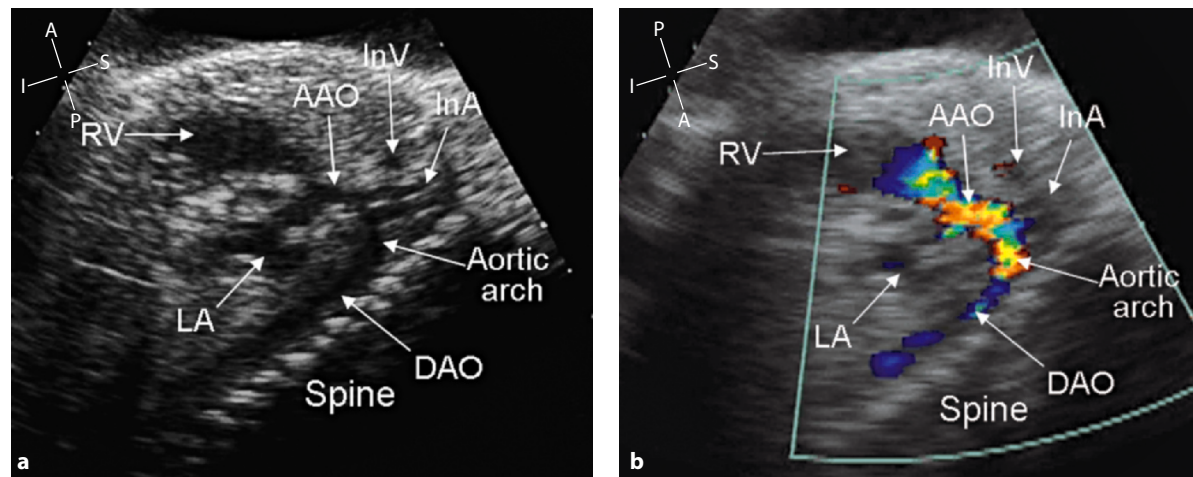 A
S
I
P
RV
AAO
InV
InA
LA
Aortic
arch
DAO
Spine
a
P
S
I
A
RV
AAO
InV
InA
LA
Aortic
arch
DAO
Spine
b